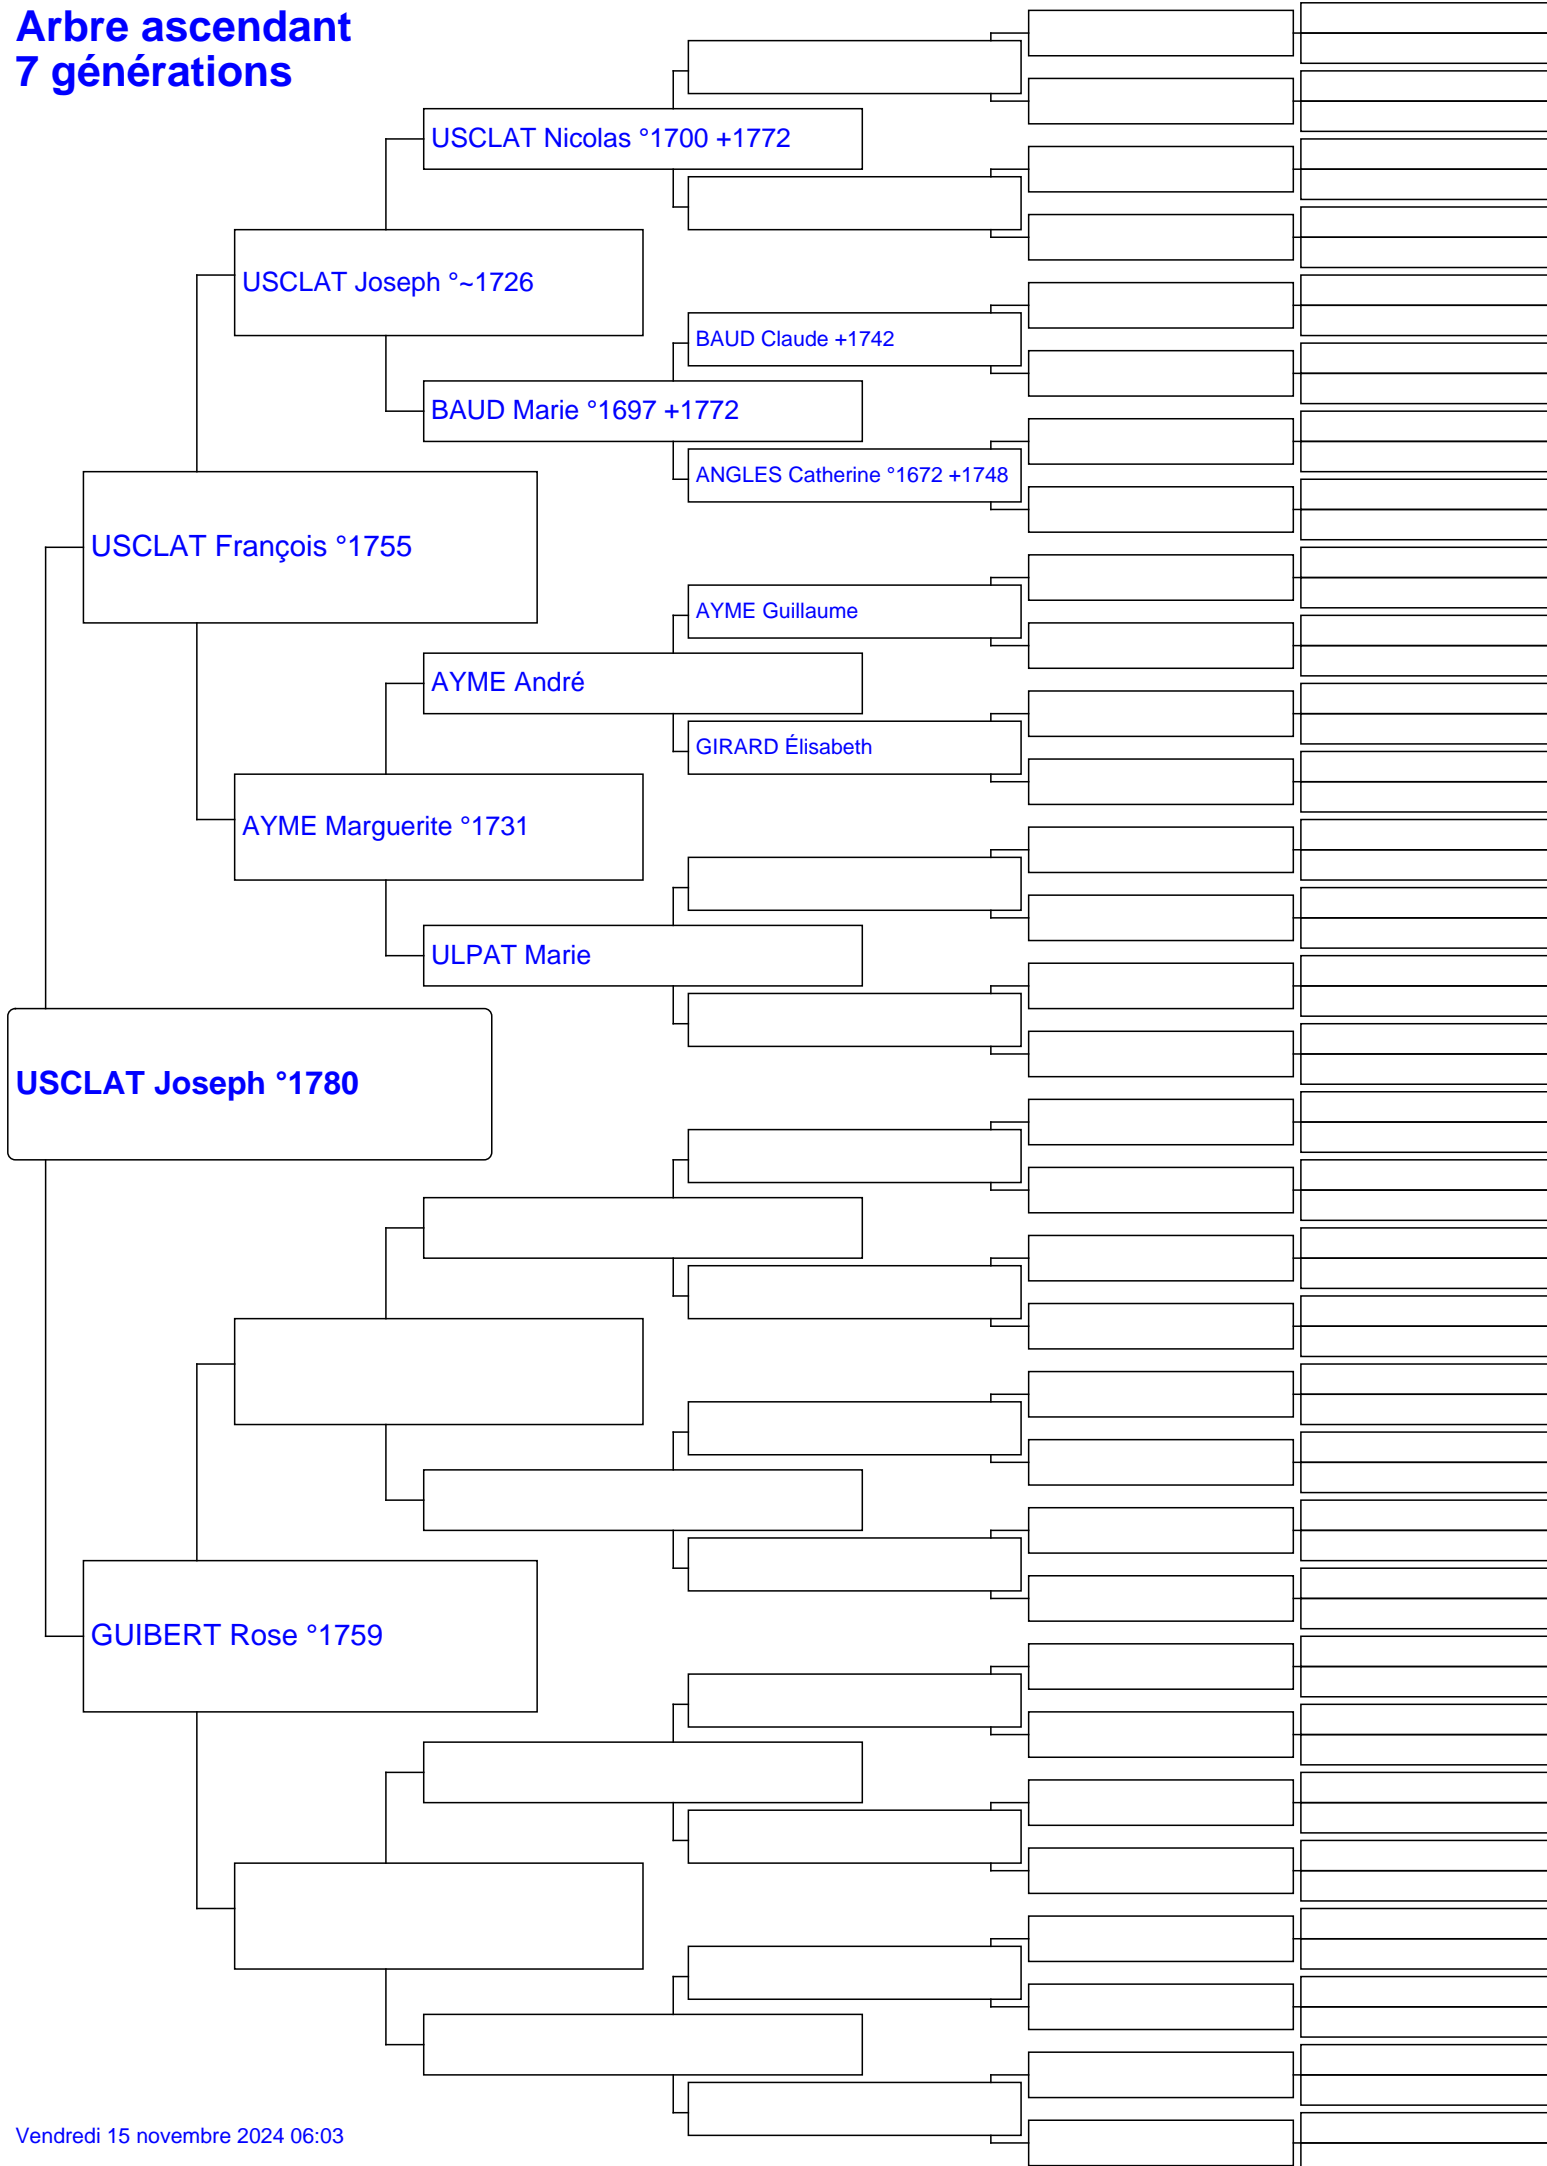 Arbre ascendant
7 générations
USCLAT Nicolas °1700 +1772
USCLAT Joseph °~1726
BAUD Claude +1742
BAUD Marie °1697 +1772
ANGLES Catherine °1672 +1748
USCLAT François °1755
AYME Guillaume
AYME André
GIRARD Élisabeth
AYME Marguerite °1731
ULPAT Marie
USCLAT Joseph °1780
GUIBERT Rose °1759
Vendredi 15 novembre 2024 06:03